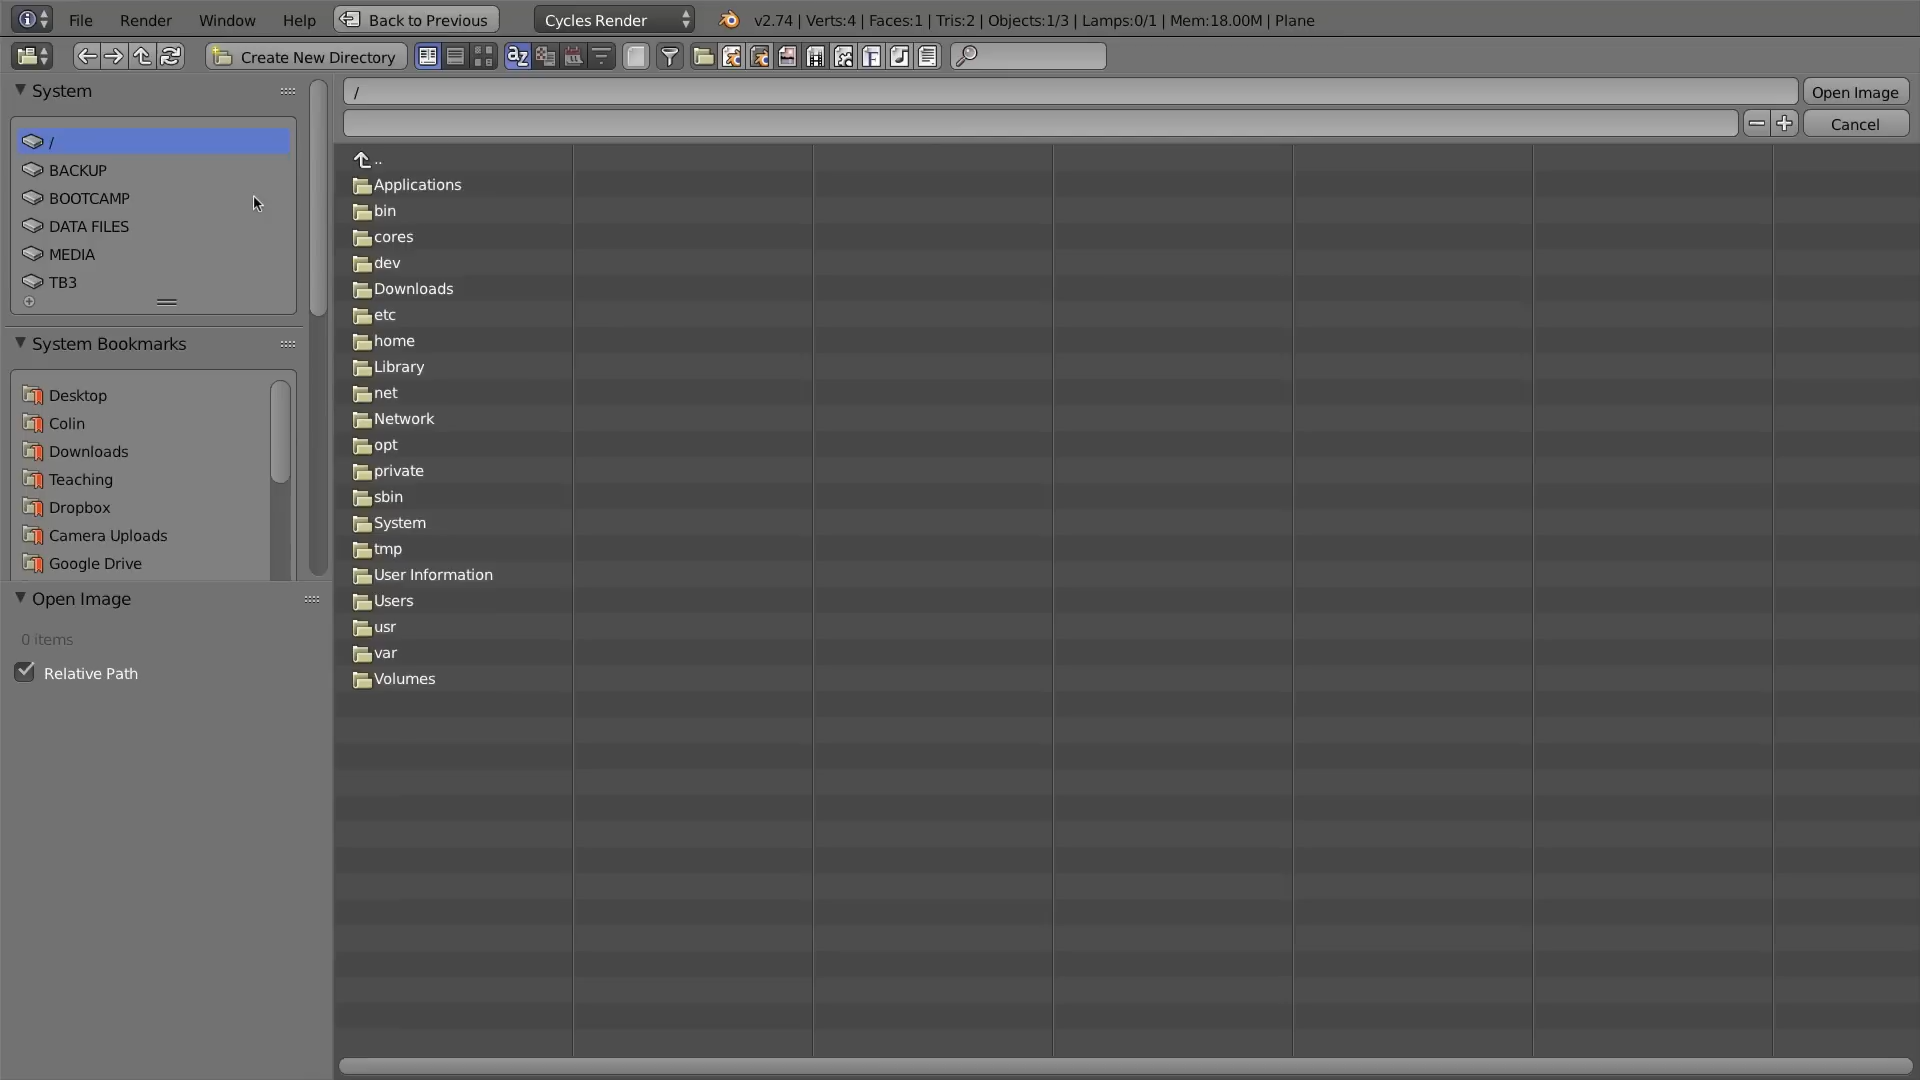 File Render Window Help Back to Previous Cycles Render v2.74 | Verts:4 | Faces:1 | Tris:2 | Objects:1/3 | Lamps:0/1 | Mem:18.00M | Plane
Create New Directory
System
/
BACKUP
BOOTCAMP
DATA FILES
MEDIA
TB3
System Bookmarks
Desktop
Colin
Downloads
Teaching
Dropbox
Camera Uploads
Google Drive
Open Image
0 items
Relative Path
/
Open Image
Cancel
..
Applications
bin
cores
dev
Downloads
etc
home
Library
net
Network
opt
private
sbin
System
tmp
User Information
Users
usr
var
Volumes